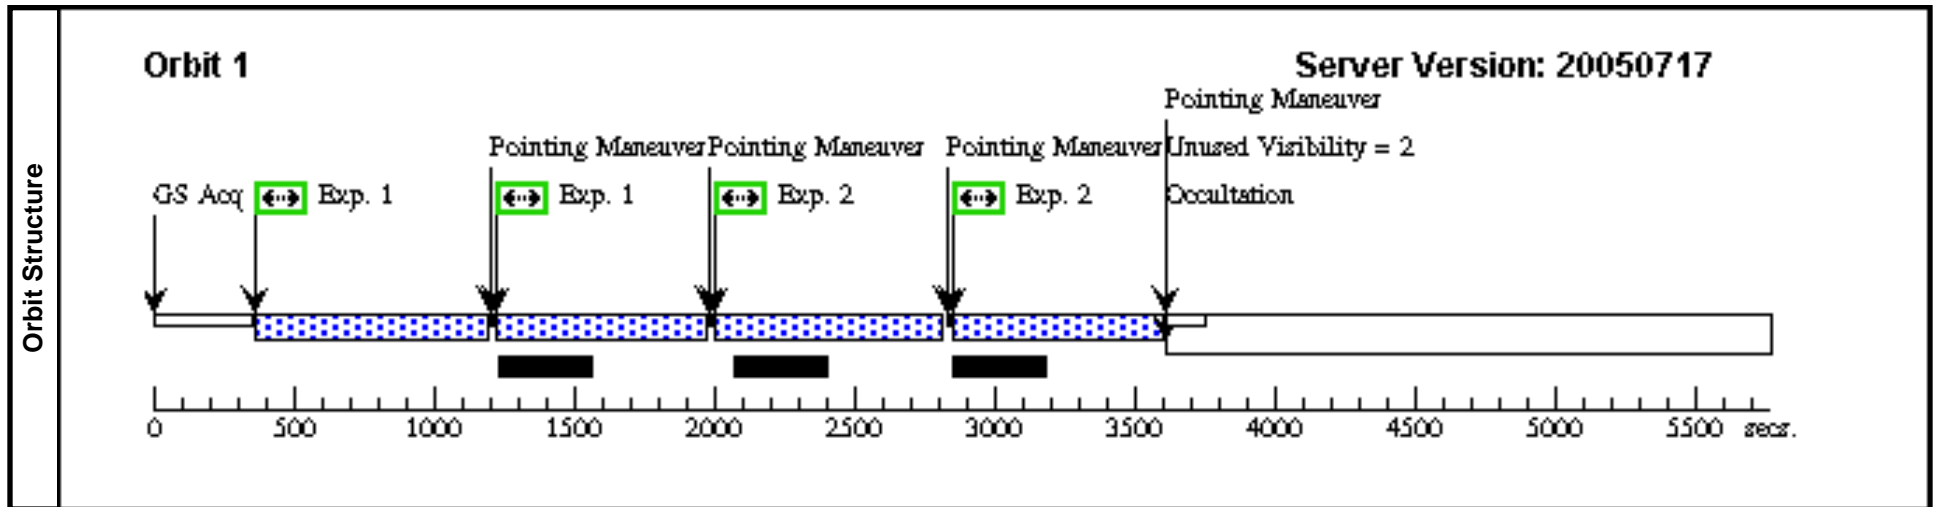 Orbit Structure
Orbit 1
Server Version: 20050717
Pointing Maneuver
Pointing Maneuver Pointing Maneuver Pointing Maneuver Unused Visibility = 2
GS Acq Exp. 1 Exp. 1 Exp. 2 Exp. 2 Occultation
0 500 1000 1500 2000 2500 3000 3500 4000 4500 5000 5500 secs.